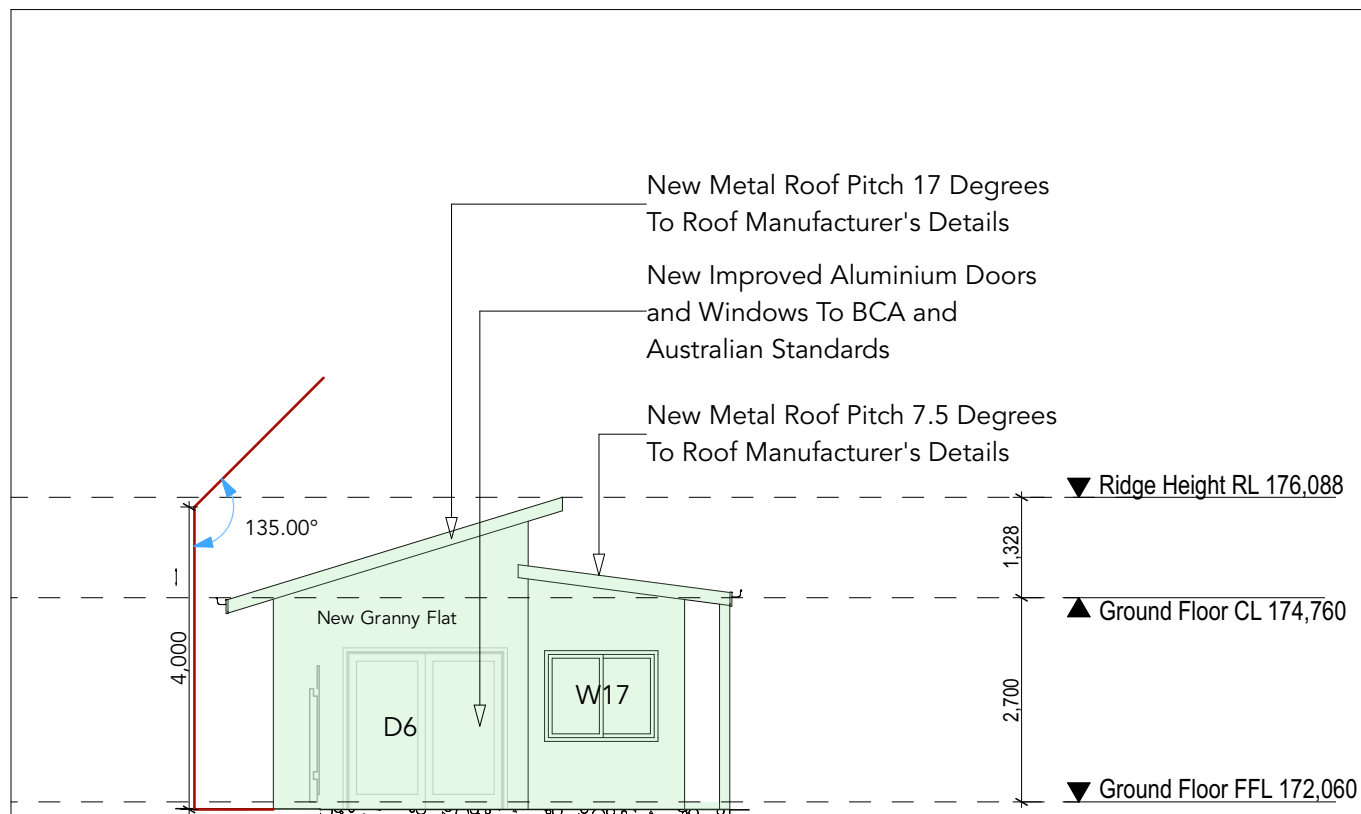 New Metal Roof Pitch 17 Degrees
To Roof Manufacturer's Details
New Improved Aluminium Doors
and Windows To BCA and
Australian Standards
New Metal Roof Pitch 7.5 Degrees
To Roof Manufacturer's Details
Ridge Height RL 176,088
135.00°
1,328
Ground Floor CL 174,760
New Granny Flat
4,000
W17
D6
2,700
Ground Floor FFL 172,060